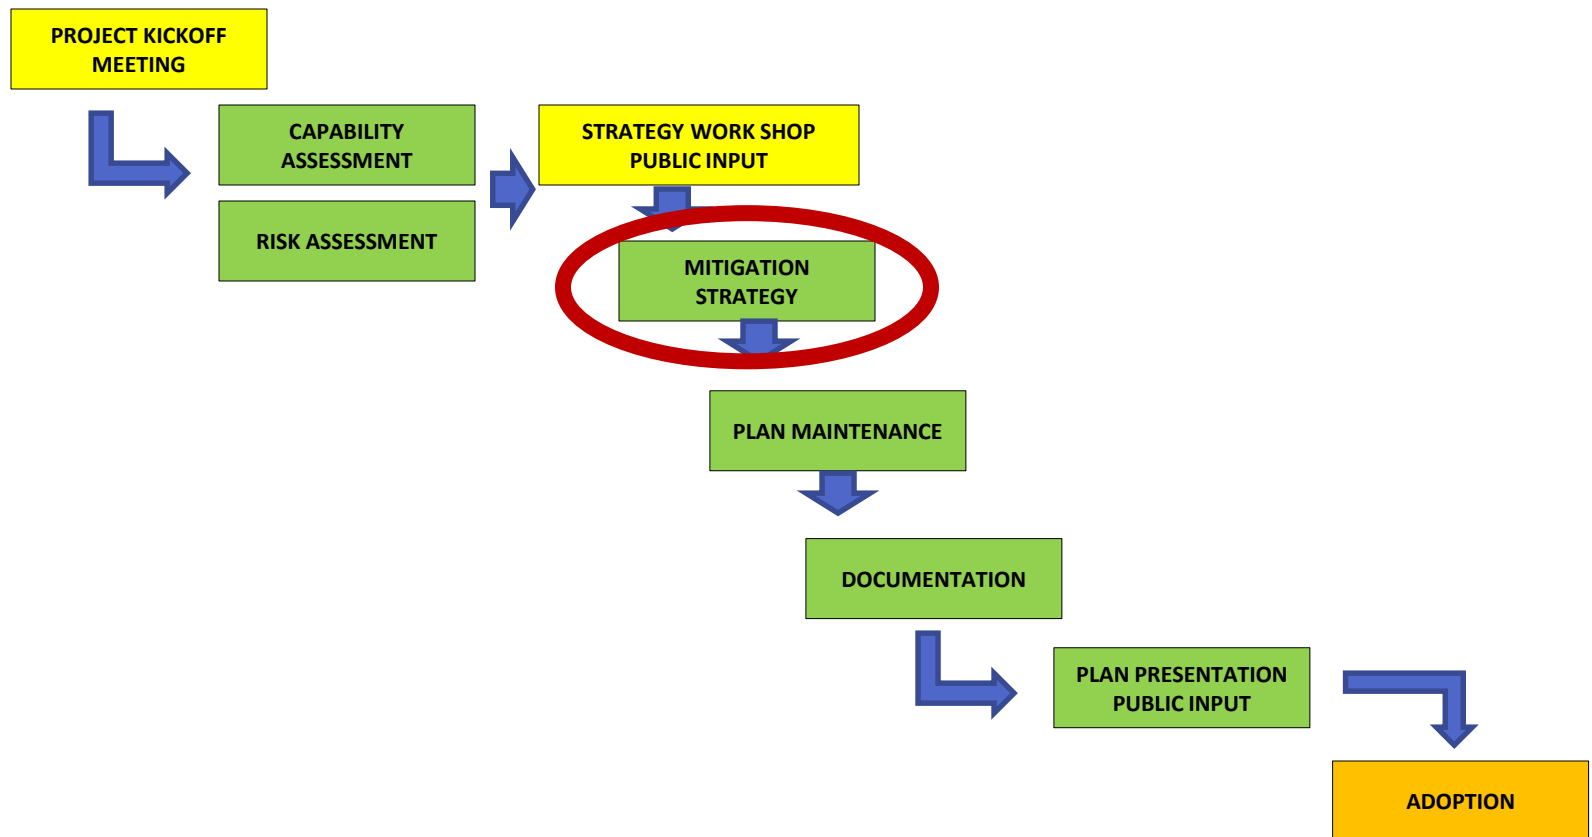 PROJECT KICKOFF
MEETING
CAPABILITY
ASSESSMENT
RISK ASSESSMENT
STRATEGY WORK SHOP
PUBLIC INPUT
MITIGATION
STRATEGY
PLAN MAINTENANCE
DOCUMENTATION
PLAN PRESENTATION
PUBLIC INPUT
ADOPTION